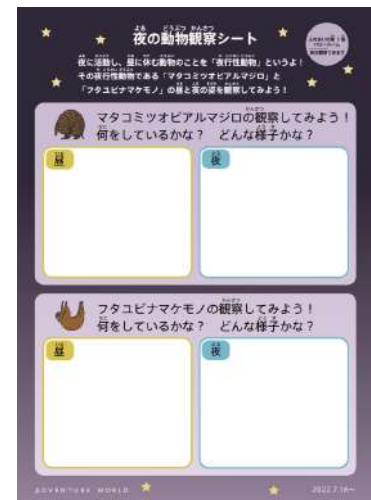 夜の動物観察シート
夜に活動し、昼に休む動物のことを「夜行性動物」というよ！
その夜行性動物である「マタコミツオビアルマジロ」と
「フタユビナマケモノ」の昼と夜の姿を観察してみよう！
マタコミツオビアルマジロの観察してみよう！
何をしているかな？ どんな様子かな？
昼
夜
フタユビナマケモノの観察してみよう！
何をしているかな？ どんな様子かな？
昼
夜
ADVENTURE WORLD
2022.7.16〜